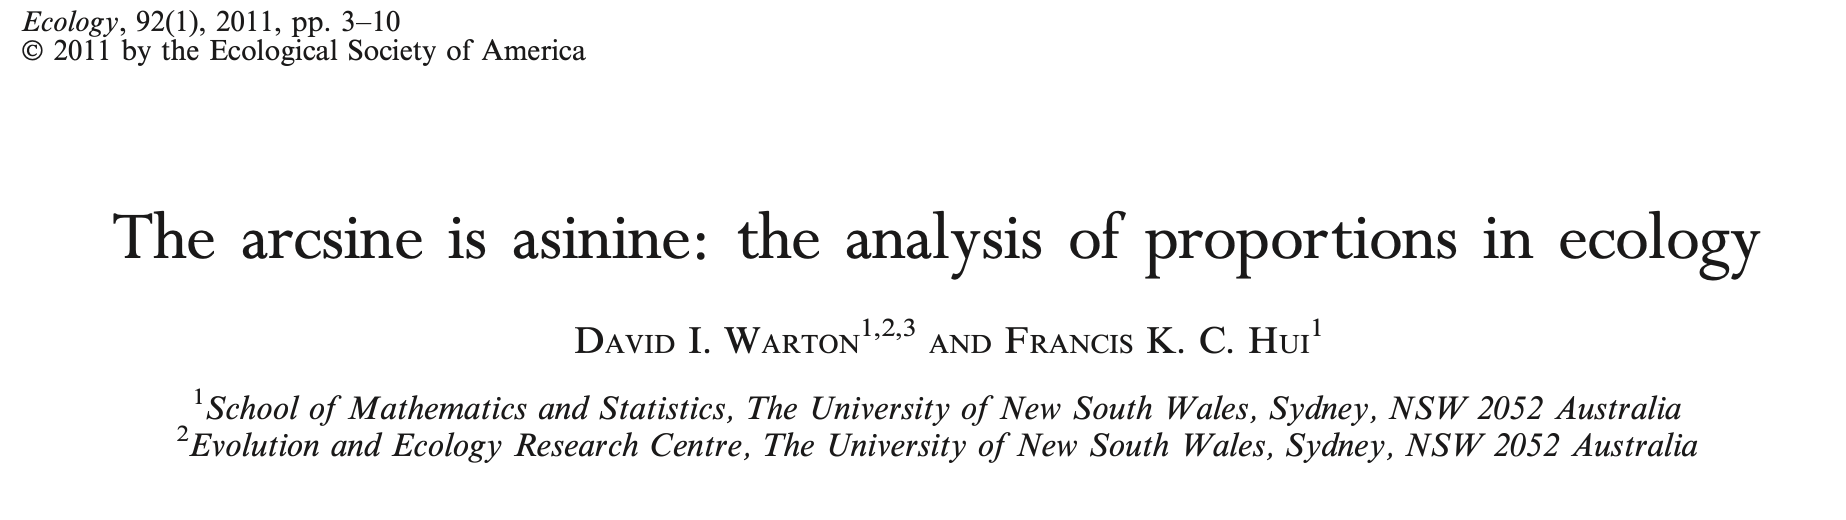 Ecology, 92(1), 2011, pp. 3–10
© 2011 by the Ecological Society of America
The arcsine is asinine: the analysis of proportions in ecology
David I. Warton1,2,3 and Francis K. C. Hui1
1School of Mathematics and Statistics, The University of New South Wales, Sydney, NSW 2052 Australia
2Evolution and Ecology Research Centre, The University of New South Wales, Sydney, NSW 2052 Australia